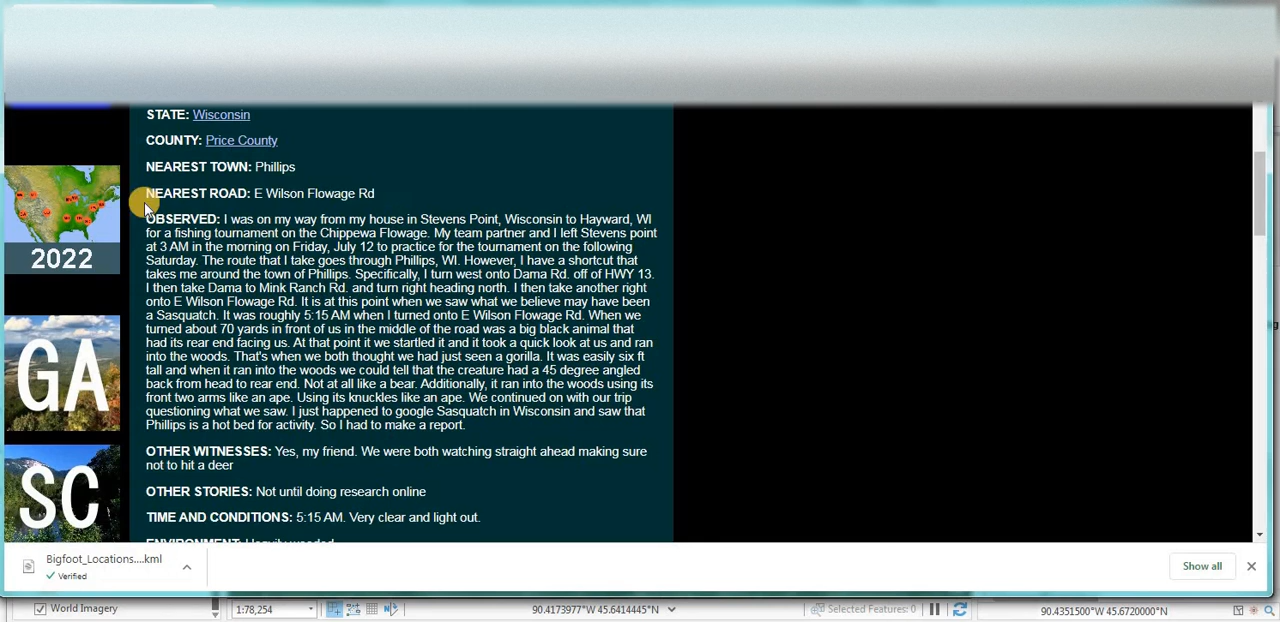 STATE: Wisconsin
COUNTY: Price County
NEAREST TOWN: Phillips
NEAREST ROAD: E Wilson Flowage Rd
OBSERVED: I was on my way from my house in Stevens Point, Wisconsin to Hayward, WI
for a fishing tournament on the Chippewa Flowage. My team partner and I left Stevens point
at 3 AM in the morning on Friday, July 12 to practice for the tournament on the following
Saturday. The route that I take goes through Phillips, WI. However, I have a shortcut that
takes me around the town of Phillips. Specifically, I turn west onto Dama Rd. off of HWY 13.
I then take Dama to Mink Ranch Rd. and turn right heading north. I then take another right
onto E Wilson Flowage Rd. It is at this point when we saw what we believe may have been
a Sasquatch. It was roughly 5:15 AM when I turned onto E Wilson Flowage Rd. When we
turned about 70 yards in front of us in the middle of the road was a big black animal that
had its rear end facing us. At that point it we startled it and it took a quick look at us and ran
into the woods. That's when we both thought we had just seen a gorilla. It was easily six ft
tall and when it ran into the woods we could tell that the creature had a 45 degree angled
back from head to rear end. Not at all like a bear. Additionally, it ran into the woods using its
front two arms like an ape. Using its knuckles like an ape. We continued on with our trip
questioning what we saw. I just happened to google Sasquatch in Wisconsin and saw that
Phillips is a hot bed for activity. So I had to make a report.
OTHER WITNESSES: Yes, my friend. We were both watching straight ahead making sure
not to hit a deer
OTHER STORIES: Not until doing research online
TIME AND CONDITIONS: 5:15 AM. Very clear and light out.
ENVIRONMENT: Heavily wooded
2022
GA
SC
Bigfoot_Locations....kml
Verified
Show all
World Imagery
1:78,254
90.4173977°W 45.6414445°N
Selected Features: 0
90.4351500°W 45.6720000°N